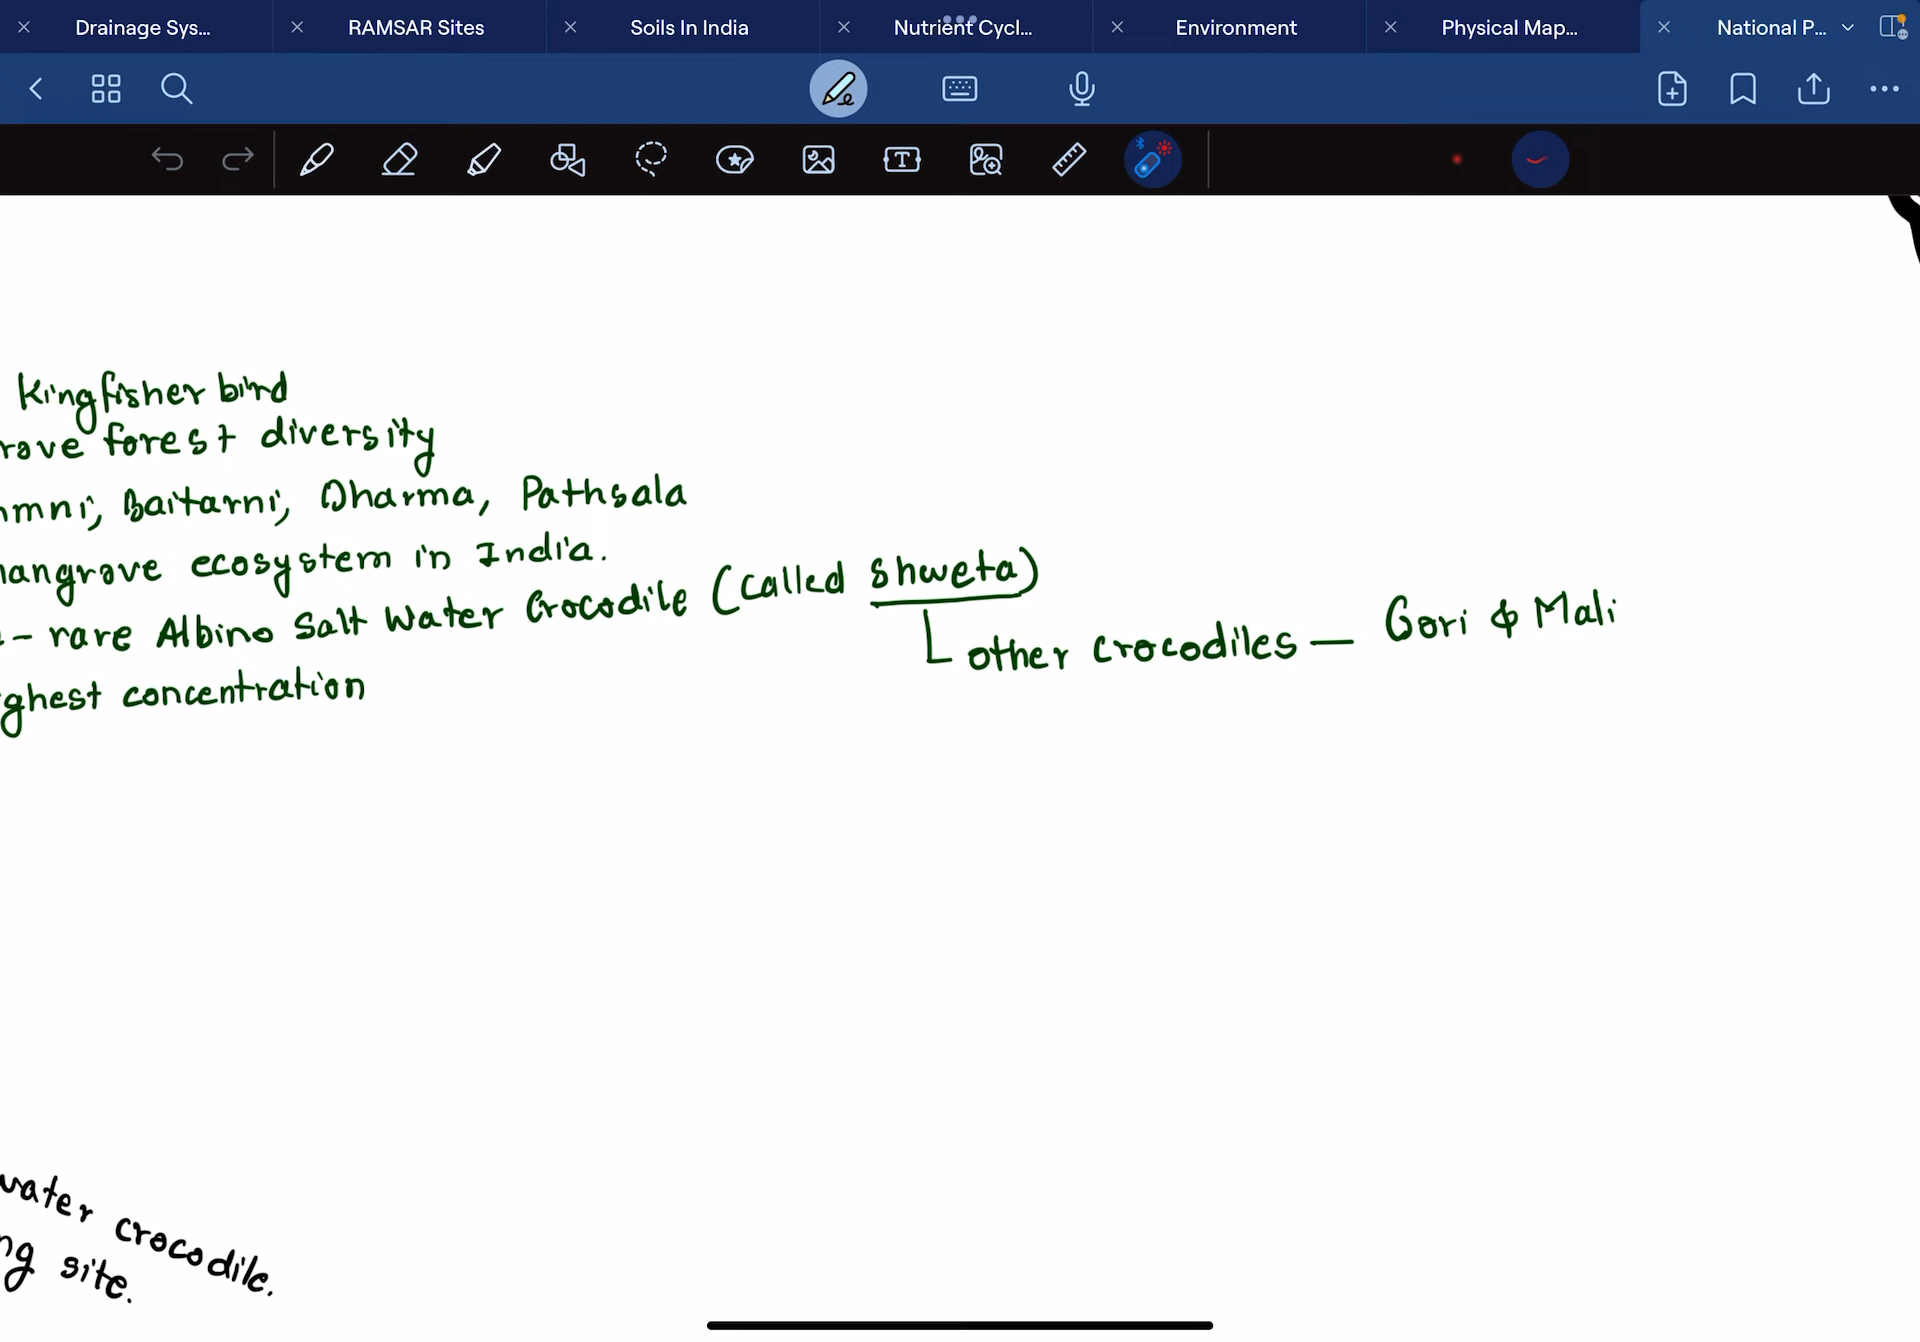 Drainage Sys...
RAMSAR Sites
Soils In India
Nutrient Cycl...
Environment
Physical Map...
National P...
Kingfisher bird
rove forest diversity
mni, Baitarni, Dharma, Pathsala
angrove ecosystem in India.
- rare Albino Salt Water Crocodile (called Shweta)
other crocodiles — Gori & Mali
ghest concentration
water crocodile.
ng site.